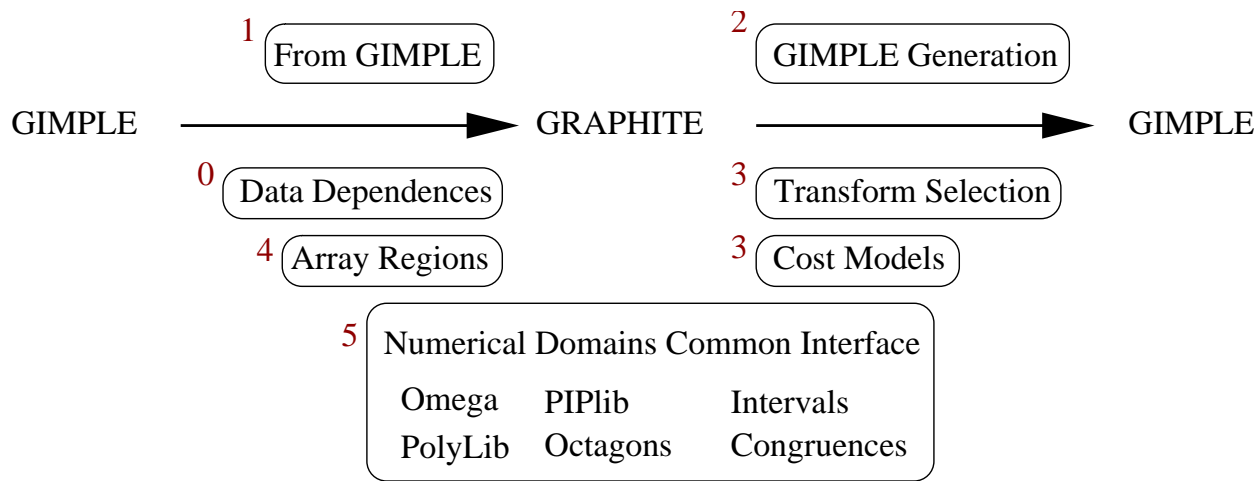 1 From GIMPLE
2 GIMPLE Generation
GIMPLE GRAPHITE GIMPLE
0 Data Dependences
3 Transform Selection
4 Array Regions
3 Cost Models
5 Numerical Domains Common Interface
Omega PIPlib Intervals
PolyLib Octagons Congruences